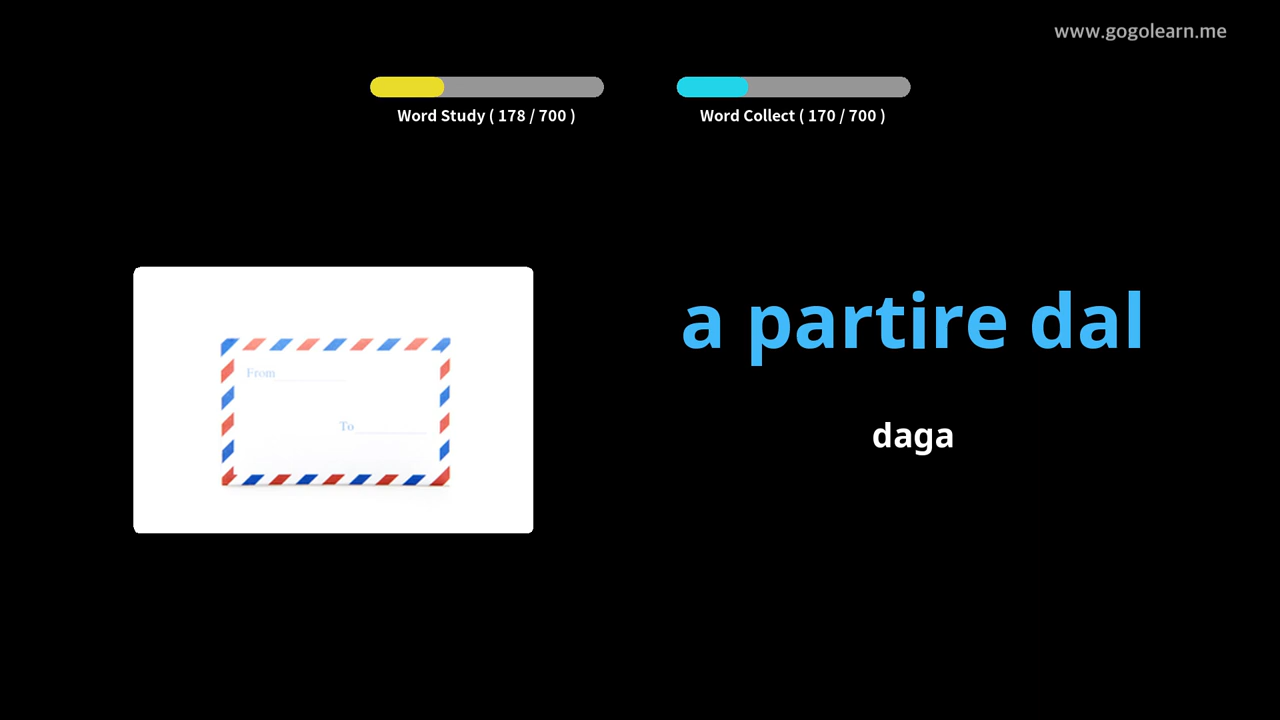 www.gogolearn.me
Word Study ( 178 / 700 )
Word Collect ( 170 / 700 )
From
To
a partire dal
daga